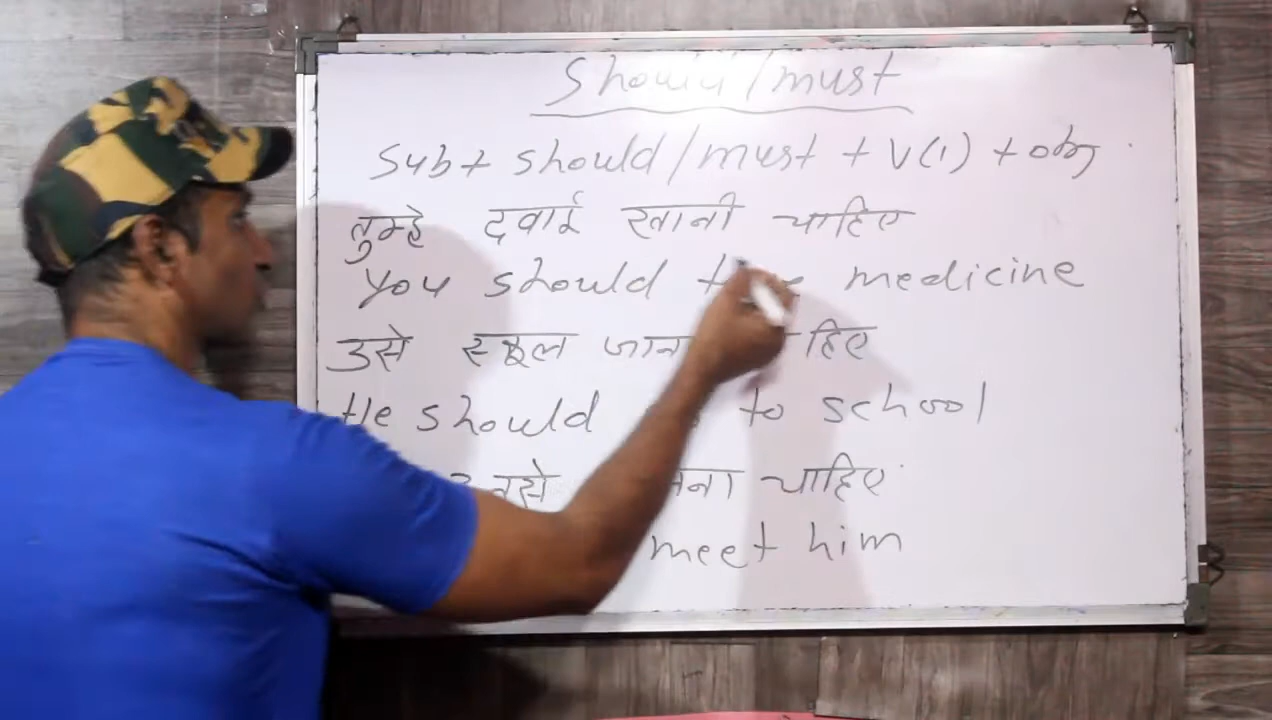 Should/must
Sub + should/must + V(1) + obj
तुम्हे दवाई खानी चाहिए
You should medicine
उसे स्कूल
He should to school
चाहिए
meet him